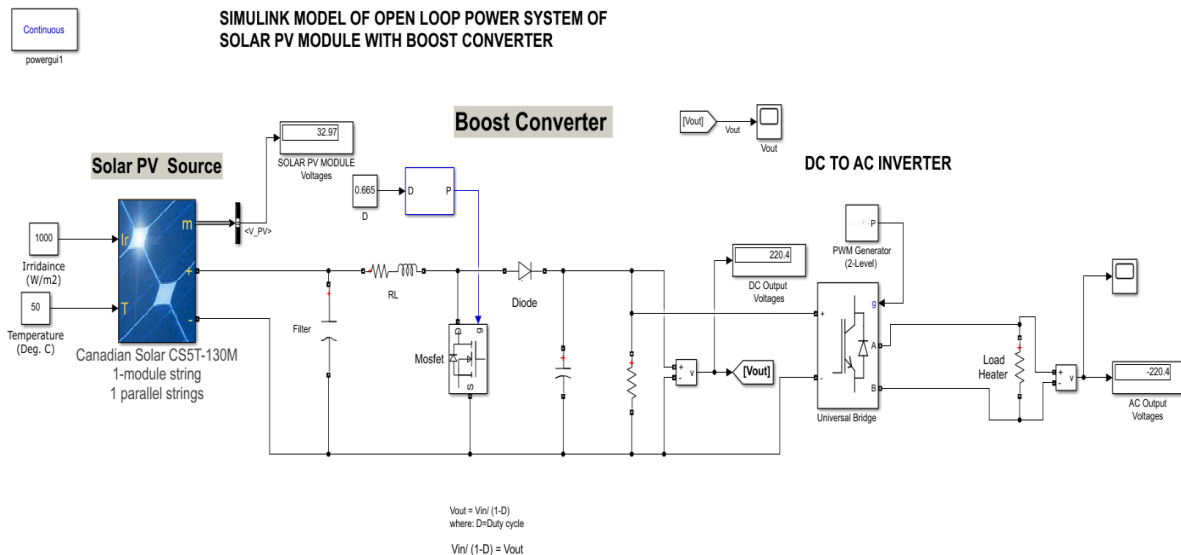 SIMULINK MODEL OF OPEN LOOP POWER SYSTEM OF
SOLAR PV MODULE WITH BOOST CONVERTER
Continuous
powergui1
Boost Converter
[Vout]
Vout
Vout
32.97
SOLAR PV MODULE
Voltages
Solar PV Source
DC TO AC INVERTER
0.665
D
D
P
m
<V_PV>
1000
Ir
Irridaince
(W/m2)
+
50
T
Temperature
(Deg. C)
-
Canadian Solar CS5T-130M
1-module string
1 parallel strings
Filter
RL
Diode
Mosfet
D
g
S
220.4
DC Output
Voltages
P
PWM Generator
(2-Level)
+
-
v
[Vout]
+
-
g
A
B
Universal Bridge
Load
Heater
+
-
v
-220.4
AC Output
Voltages
Vout = Vin/ (1-D)
where: D=Duty cycle
Vin/ (1-D) = Vout